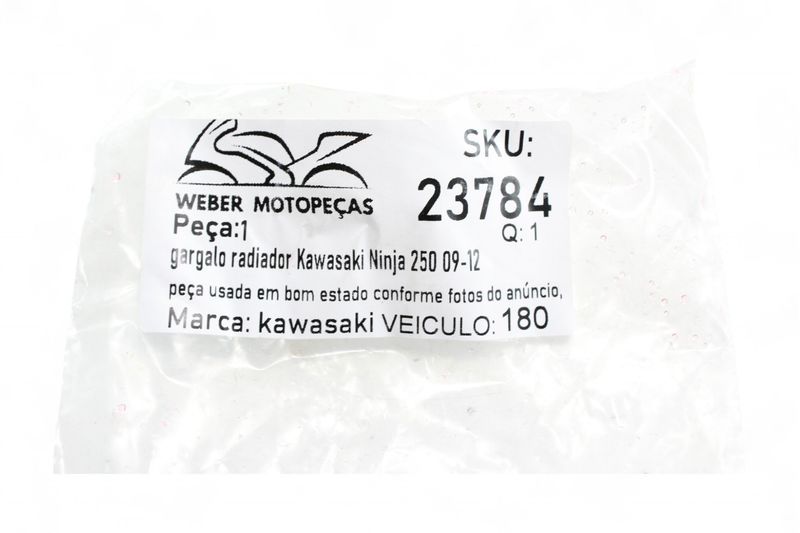 SKU:
23784
WEBER MOTOPEÇAS
Q: 1
Peça:1
gargalo radiador Kawasaki Ninja 250 09-12
peça usada em bom estado conforme fotos do anúncio,
Marca: kawasaki VEICULO: 180